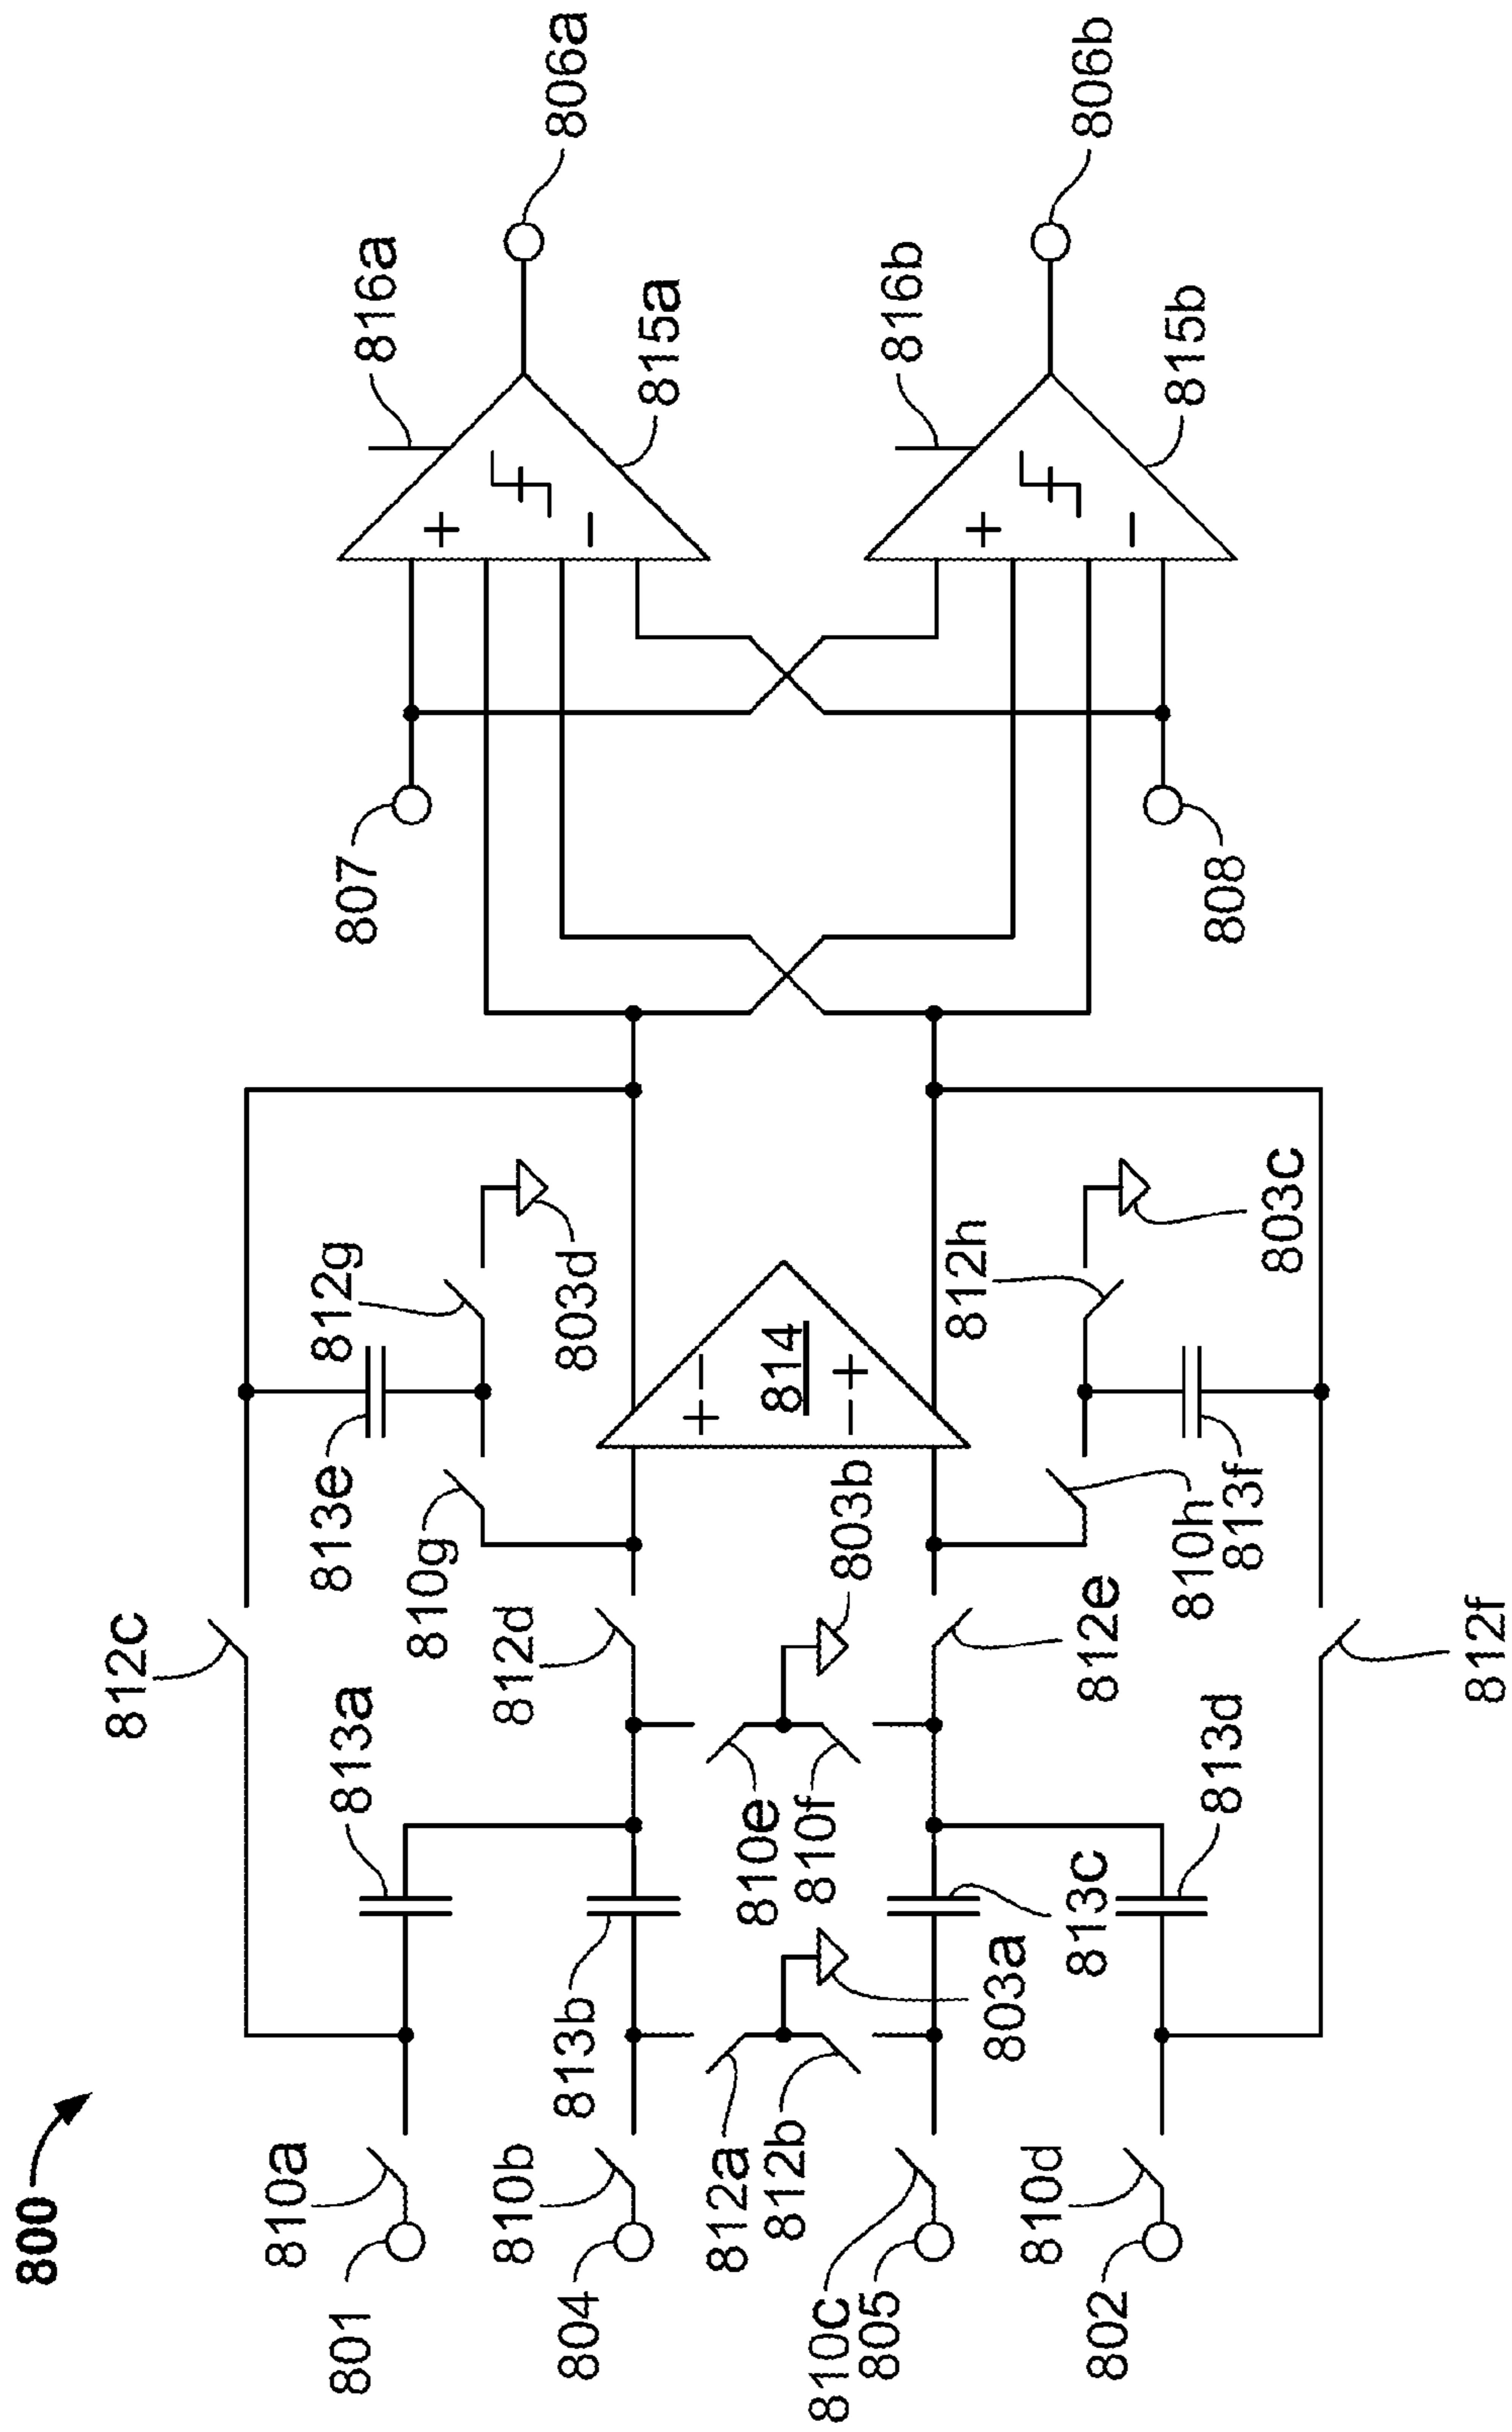 800
806a
806b
816a
816b
815a
815b
+
−
+
−
807
808
812g
803d
812h
803c
813e
+−
814
−+
810g
803b
810h
813f
812c
812d
812e
812f
813a
813d
810e
810f
813c
813b
803a
810a
810b
812a
812b
810d
801
804
810c
805
802